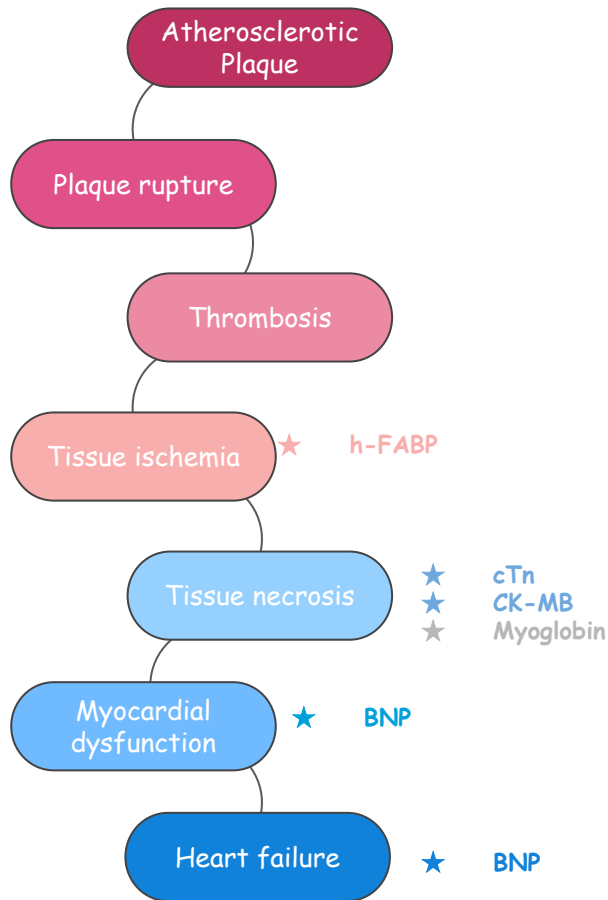 Atherosclerotic
Plaque
Plaque rupture
Thrombosis
Tissue ischemia
h-FABP
Tissue necrosis
cTn
CK-MB
Myoglobin
Myocardial
dysfunction
BNP
Heart failure
BNP